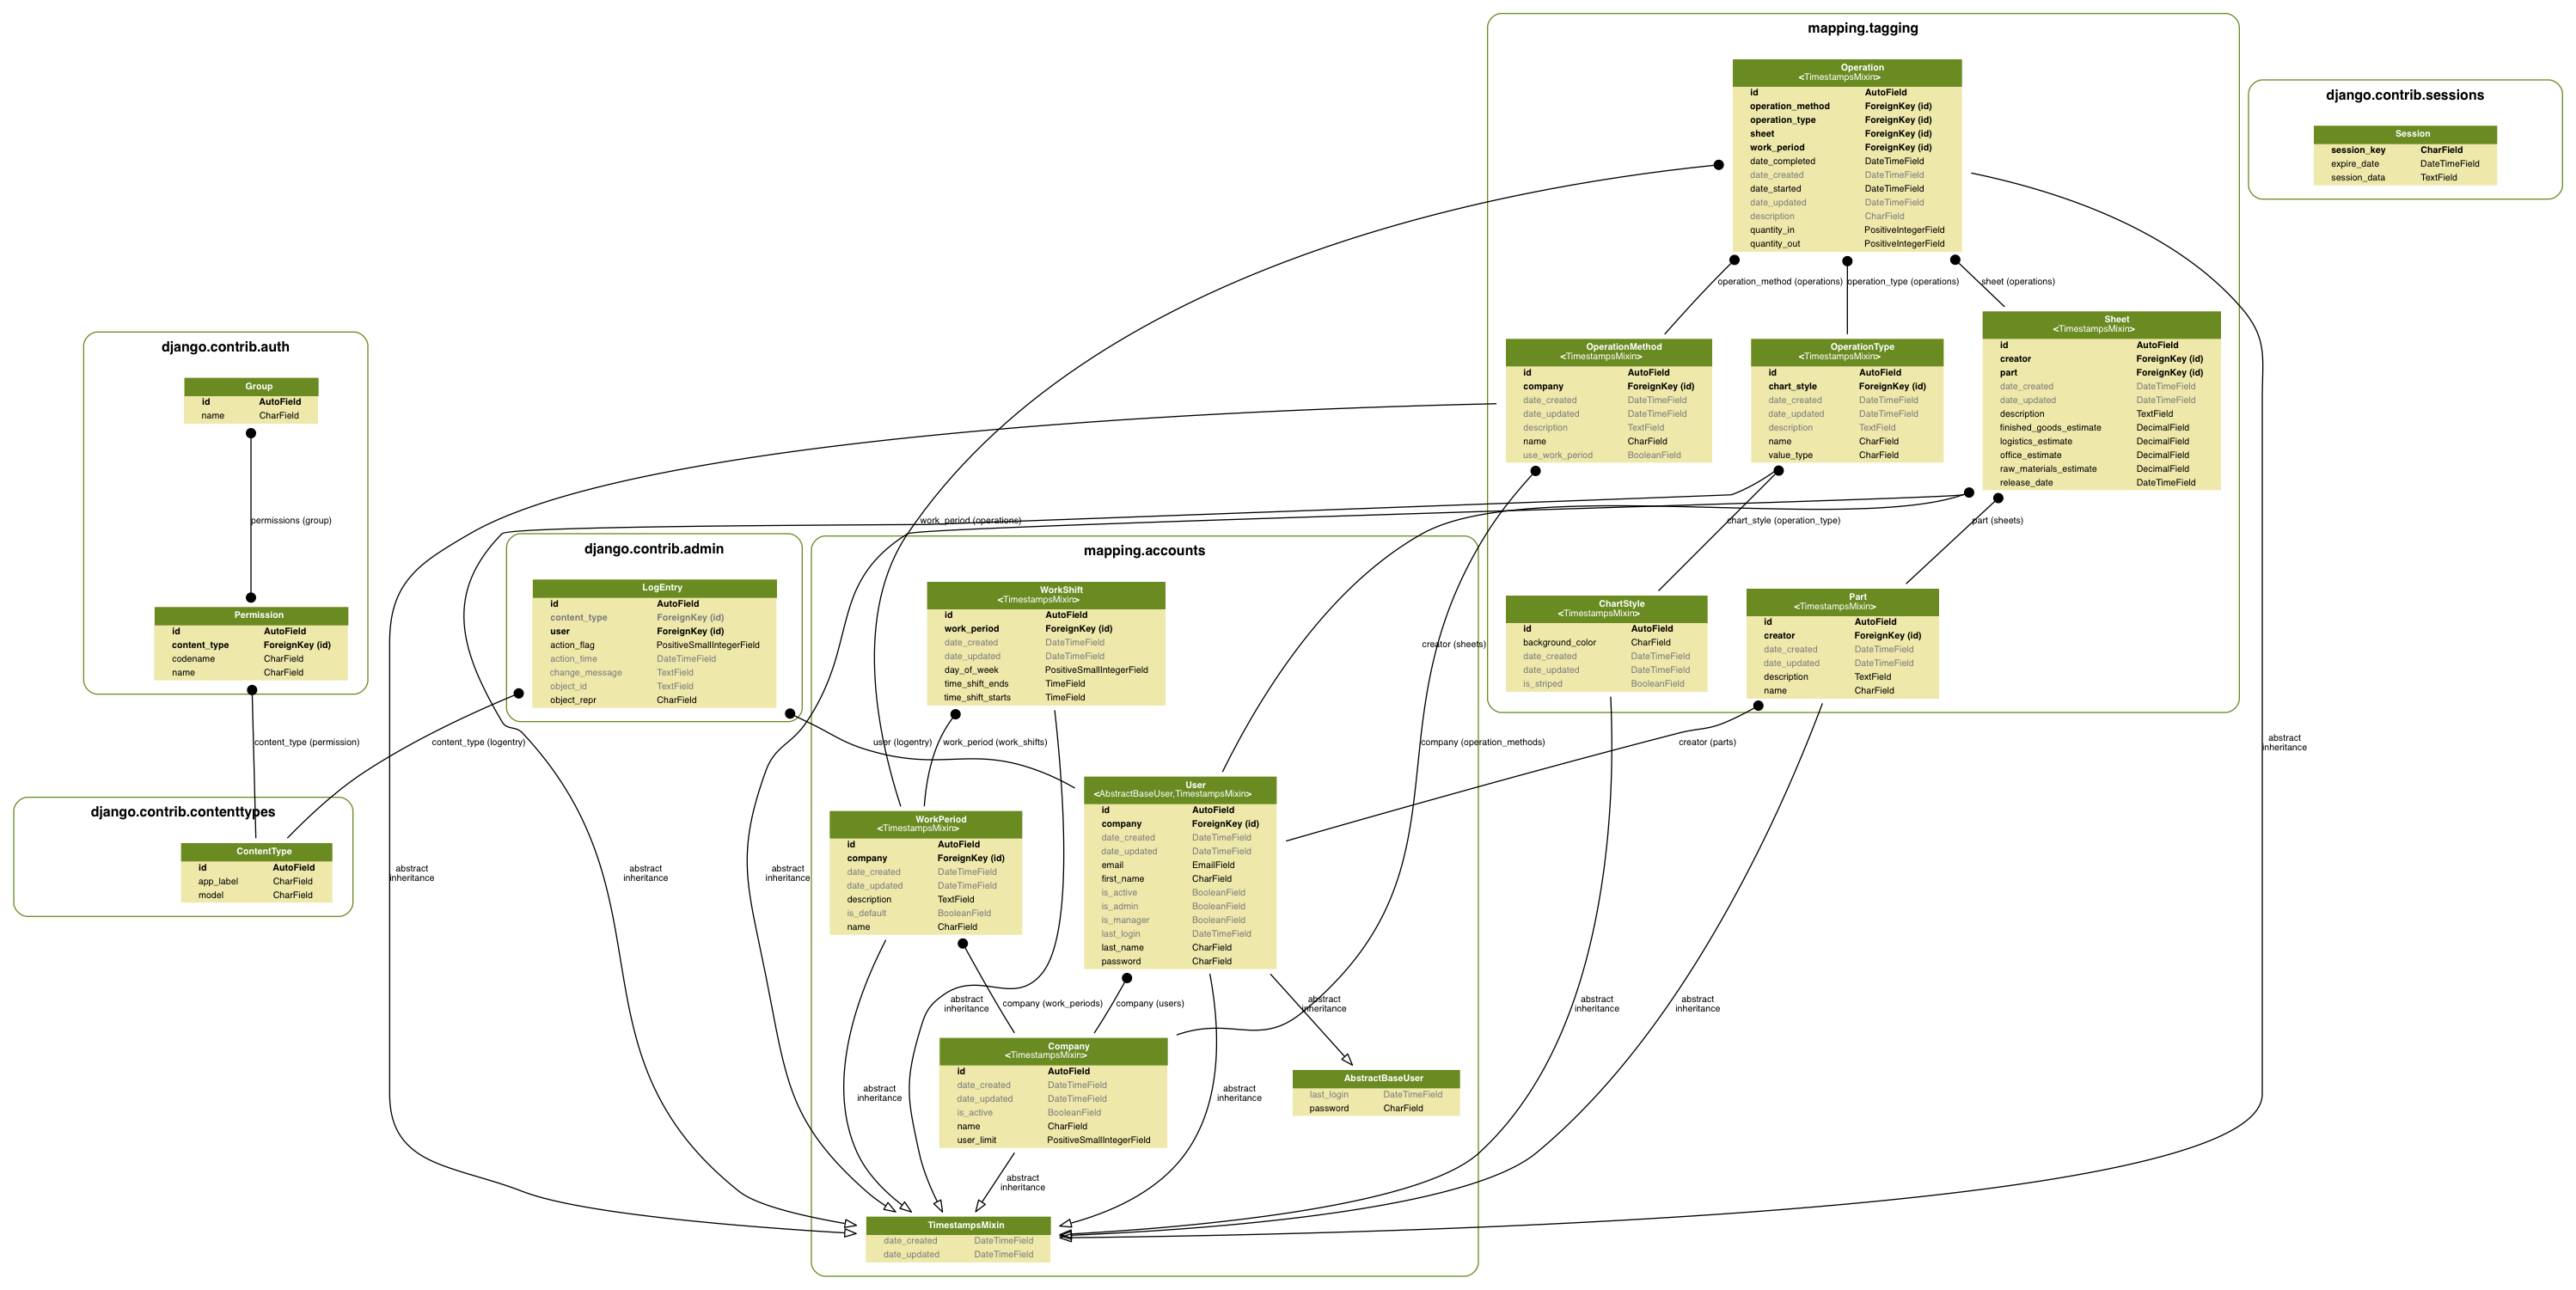 mapping.tagging
Operation
<TimestampsMixin>
id AutoField
operation_method ForeignKey (id)
operation_type ForeignKey (id)
sheet ForeignKey (id)
work_period ForeignKey (id)
date_completed DateTimeField
date_created DateTimeField
date_started DateTimeField
date_updated DateTimeField
description CharField
quantity_in PositiveIntegerField
quantity_out PositiveIntegerField
django.contrib.sessions
Session
session_key CharField
expire_date DateTimeField
session_data TextField
operation_method (operations)
operation_type (operations)
sheet (operations)
OperationMethod
<TimestampsMixin>
id AutoField
company ForeignKey (id)
date_created DateTimeField
date_updated DateTimeField
description TextField
name CharField
use_work_period BooleanField
OperationType
<TimestampsMixin>
id AutoField
chart_style ForeignKey (id)
date_created DateTimeField
date_updated DateTimeField
description TextField
name CharField
value_type CharField
Sheet
<TimestampsMixin>
id AutoField
creator ForeignKey (id)
part ForeignKey (id)
date_created DateTimeField
date_updated DateTimeField
description TextField
finished_goods_estimate DecimalField
logistics_estimate DecimalField
office_estimate DecimalField
raw_materials_estimate DecimalField
release_date DateTimeField
django.contrib.auth
Group
id AutoField
name CharField
permissions (group)
Permission
id AutoField
content_type ForeignKey (id)
codename CharField
name CharField
work_period (operations)
chart_style (operation_type)
part (sheets)
django.contrib.admin
LogEntry
id AutoField
content_type ForeignKey (id)
user ForeignKey (id)
action_flag PositiveSmallIntegerField
action_time DateTimeField
change_message TextField
object_id TextField
object_repr CharField
mapping.accounts
WorkShift
<TimestampsMixin>
id AutoField
work_period ForeignKey (id)
date_created DateTimeField
date_updated DateTimeField
day_of_week PositiveSmallIntegerField
time_shift_ends TimeField
time_shift_starts TimeField
creator (sheets)
ChartStyle
<TimestampsMixin>
id AutoField
background_color CharField
date_created DateTimeField
date_updated DateTimeField
is_striped BooleanField
Part
<TimestampsMixin>
id AutoField
creator ForeignKey (id)
date_created DateTimeField
date_updated DateTimeField
description TextField
name CharField
content_type (permission)
content_type (logentry)
user (logentry)
work_period (work_shifts)
company (operation_methods)
creator (parts)
abstract
inheritance
django.contrib.contenttypes
ContentType
id AutoField
app_label CharField
model CharField
abstract
inheritance
abstract
inheritance
abstract
inheritance
WorkPeriod
<TimestampsMixin>
id AutoField
company ForeignKey (id)
date_created DateTimeField
date_updated DateTimeField
description TextField
is_default BooleanField
name CharField
User
<AbstractBaseUser,TimestampsMixin>
id AutoField
company ForeignKey (id)
date_created DateTimeField
date_updated DateTimeField
email EmailField
first_name CharField
is_active BooleanField
is_admin BooleanField
is_manager BooleanField
last_login DateTimeField
last_name CharField
password CharField
abstract
inheritance
company (work_periods)
company (users)
abstract
inheritance
abstract
inheritance
abstract
inheritance
Company
<TimestampsMixin>
id AutoField
date_created DateTimeField
date_updated DateTimeField
is_active BooleanField
name CharField
user_limit PositiveSmallIntegerField
abstract
inheritance
abstract
inheritance
AbstractBaseUser
last_login DateTimeField
password CharField
abstract
inheritance
TimestampsMixin
date_created DateTimeField
date_updated DateTimeField